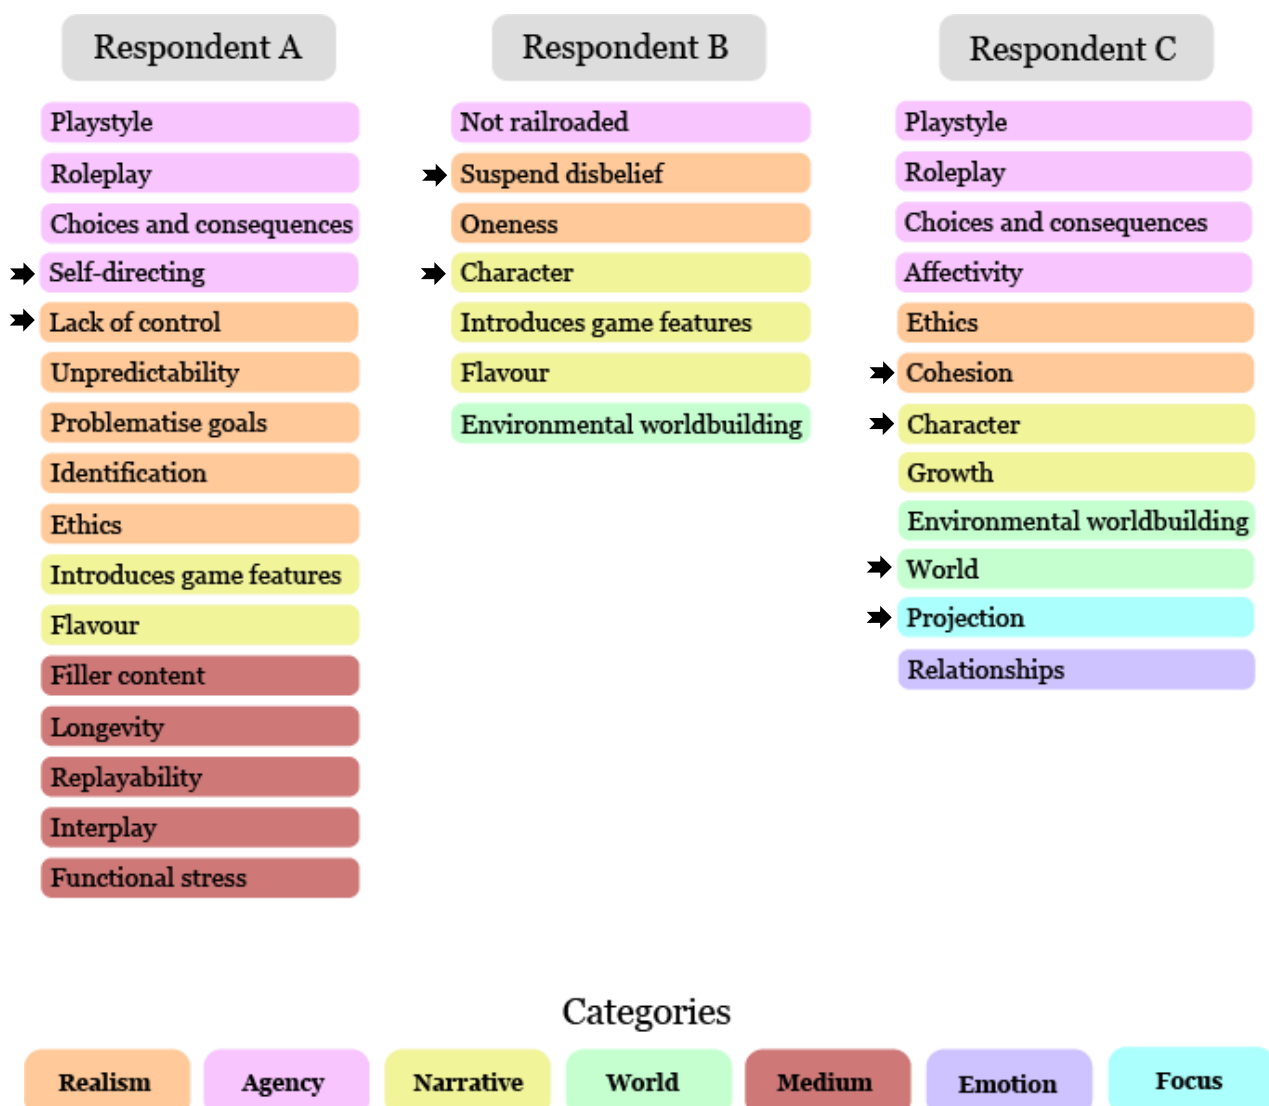 Respondent A
Playstyle
Roleplay
Choices and consequences
Self-directing
Lack of control
Unpredictability
Problematise goals
Identification
Ethics
Introduces game features
Flavour
Filler content
Longevity
Replayability
Interplay
Functional stress
Respondent B
Not railroaded
Suspend disbelief
Oneness
Character
Introduces game features
Flavour
Environmental worldbuilding
Respondent C
Playstyle
Roleplay
Choices and consequences
Affectivity
Ethics
Cohesion
Character
Growth
Environmental worldbuilding
World
Projection
Relationships
Categories
Realism
Agency
Narrative
World
Medium
Emotion
Focus